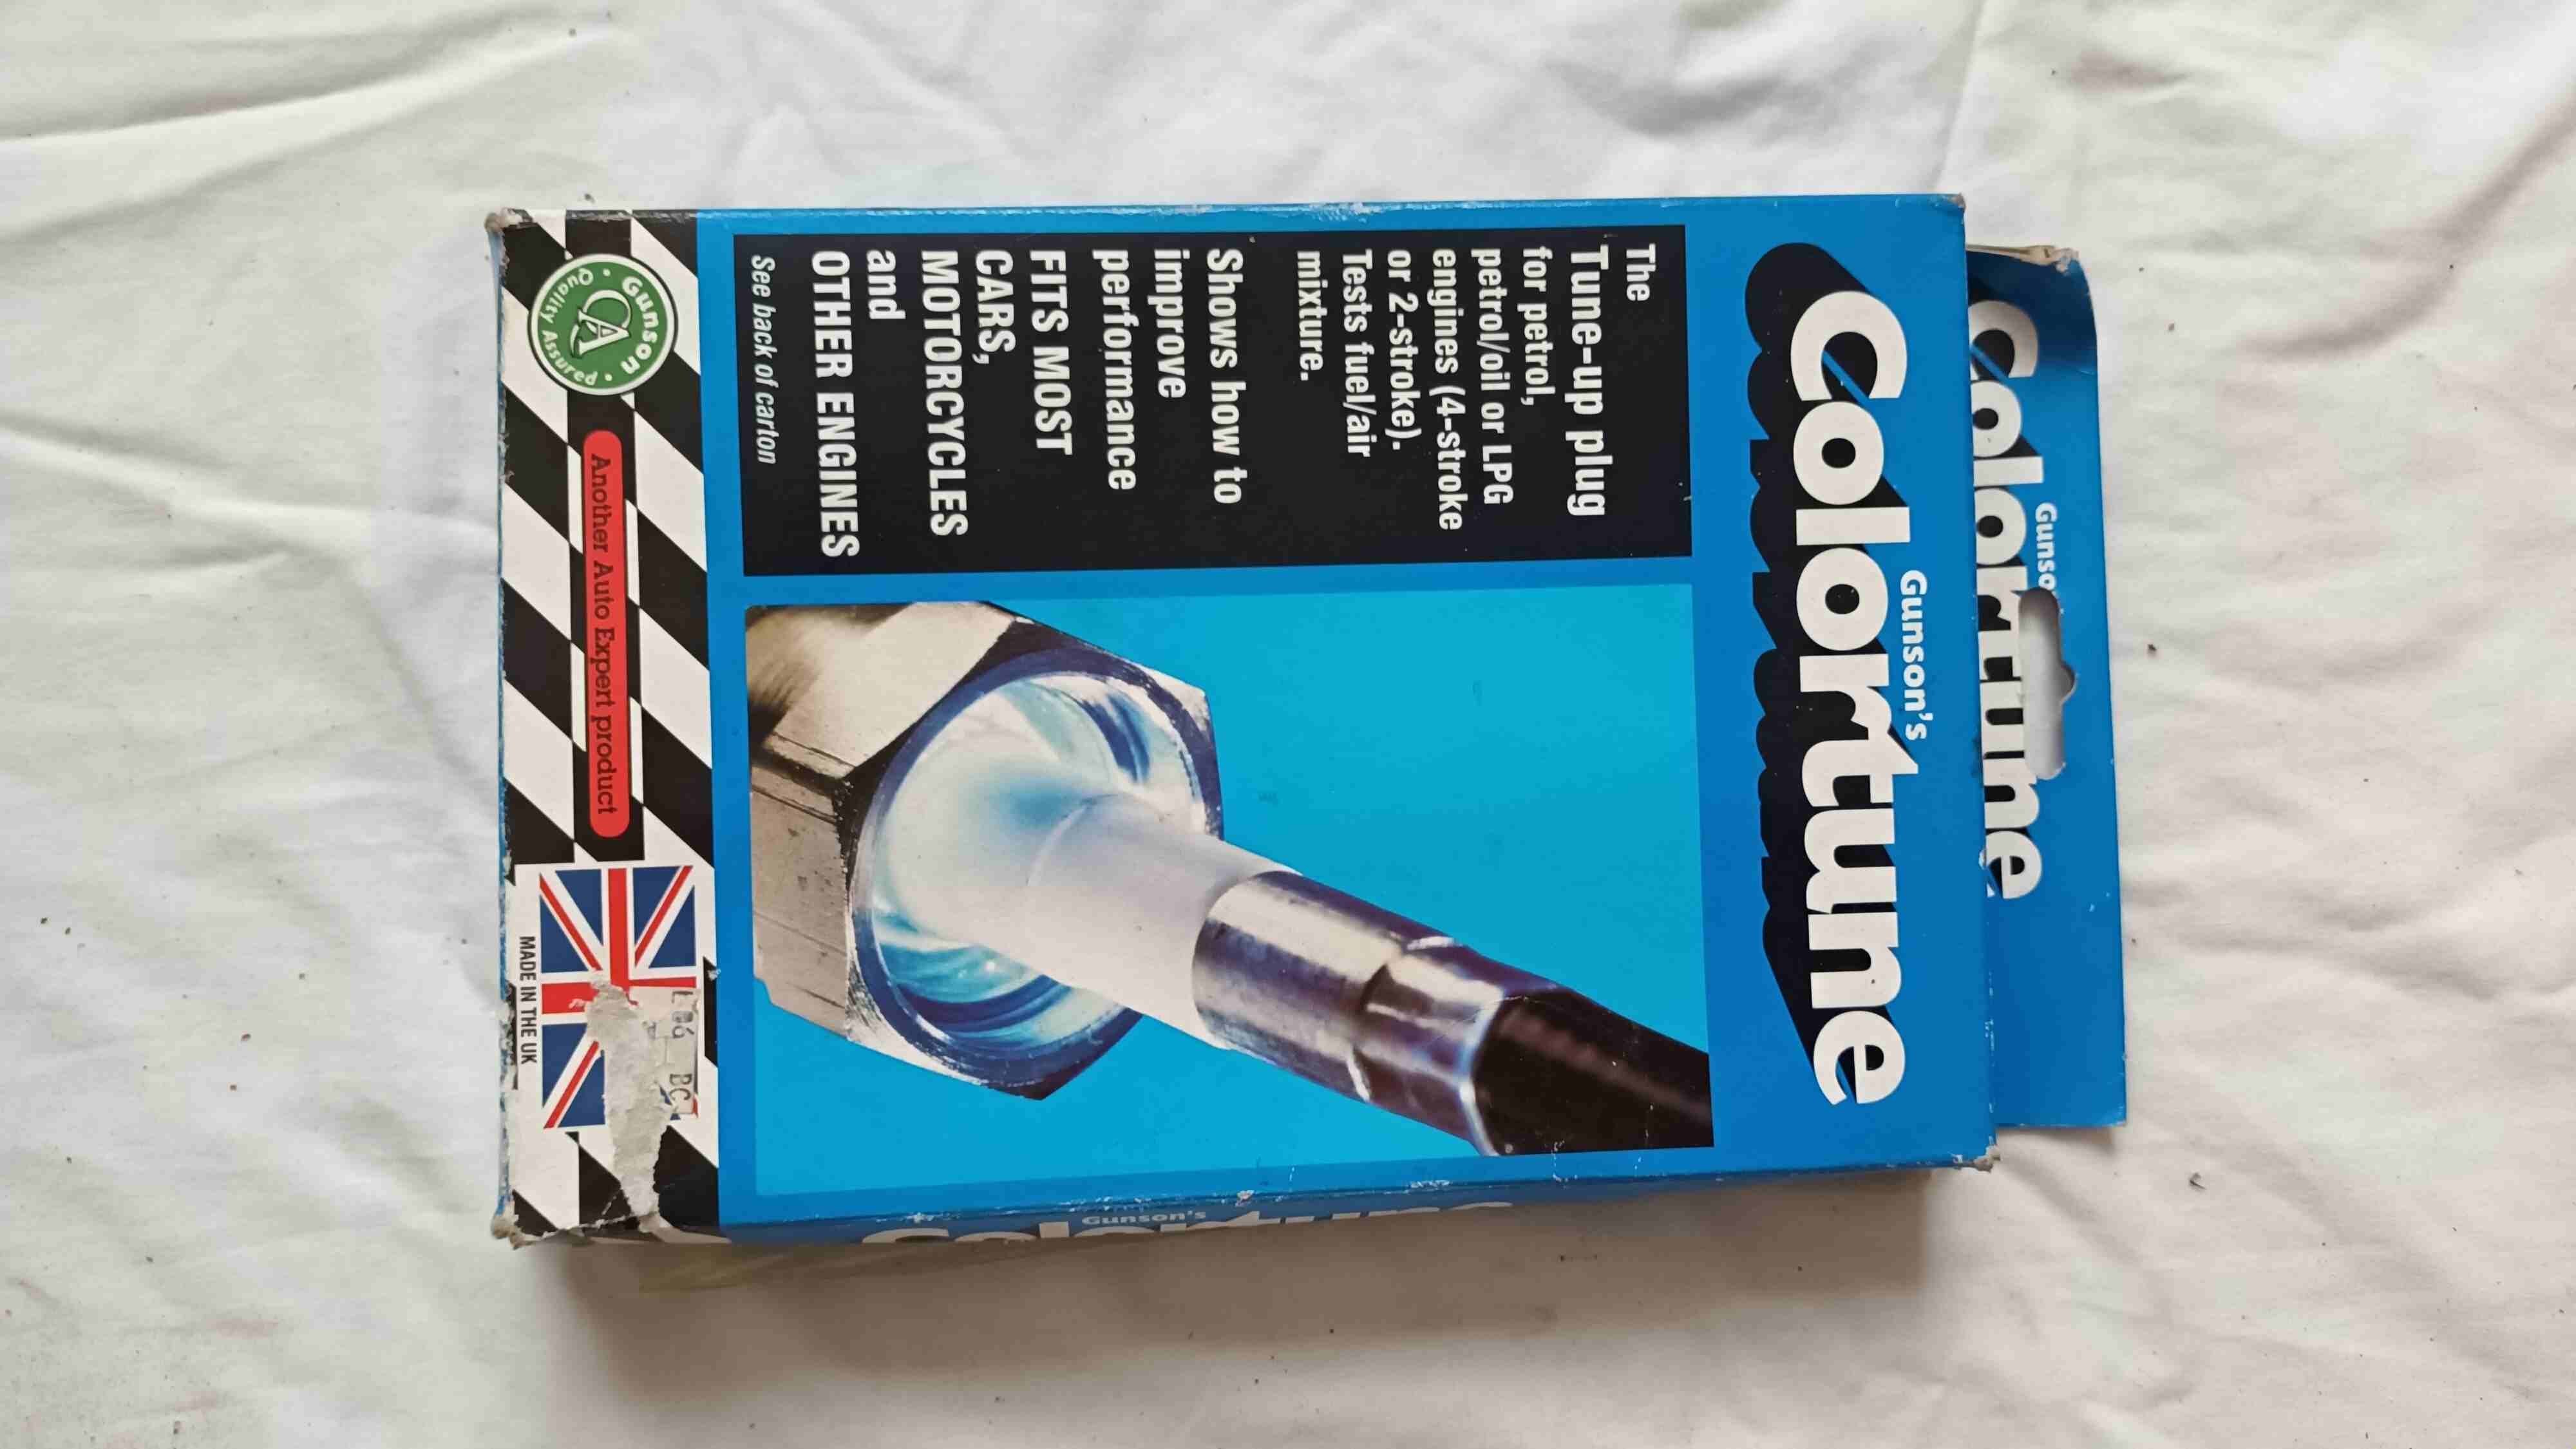 Gunson's
Colortune
Gunso
Colortune
The
Tune-up plug
for petrol,
petrol/oil or LPG
engines (4-stroke
or 2-stroke).
Tests fuel/air
mixture.
Shows how to
improve
performance
FITS MOST
CARS,
MOTORCYCLES
and
OTHER ENGINES
See back of carton
Gunson
QA
Quality Assured
Another Auto Expert product
MADE IN THE UK
Gunson's